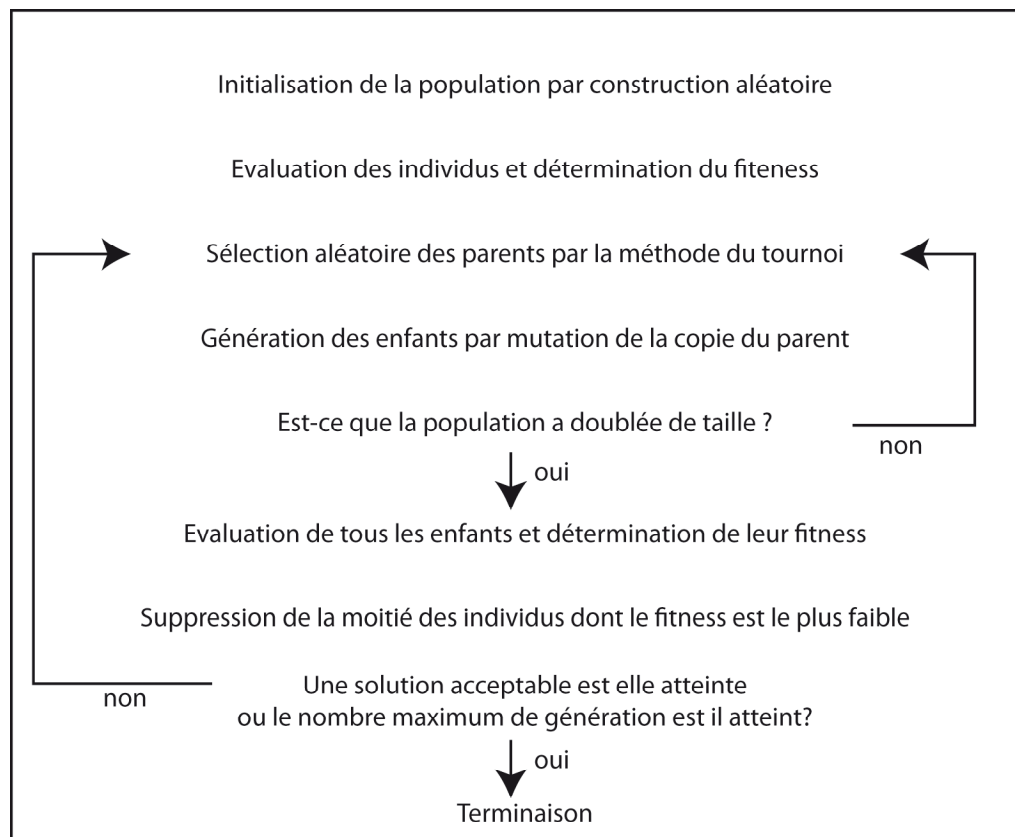 Initialisation de la population par construction aléatoire
Evaluation des individus et détermination du fiteness
Sélection aléatoire des parents par la méthode du tournoi
Génération des enfants par mutation de la copie du parent
Est-ce que la population a doublée de taille ?
non
oui
Evaluation de tous les enfants et détermination de leur fitness
Suppression de la moitié des individus dont le fitness est le plus faible
Une solution acceptable est elle atteinte
non
ou le nombre maximum de génération est il atteint?
oui
Terminaison